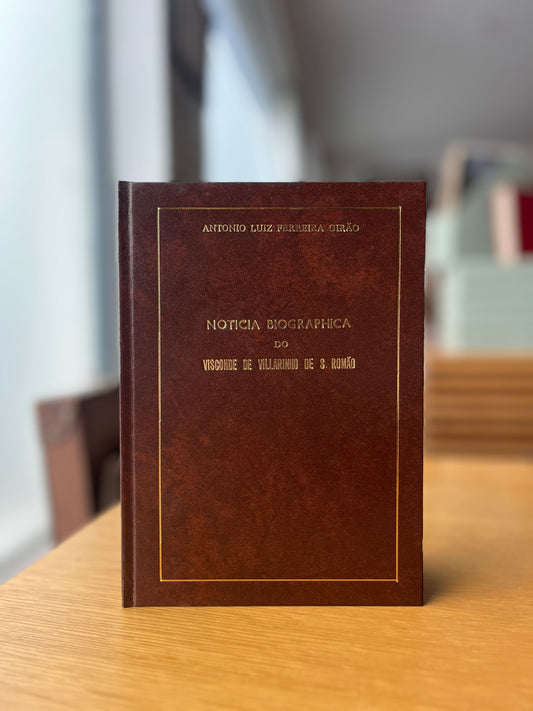 ANTONIO LUIZ FERREIRA GIRÃO
NOTICIA BIOGRAPHICA
DO
VISCONDE DE VILLARINHO DE S. ROMÃO